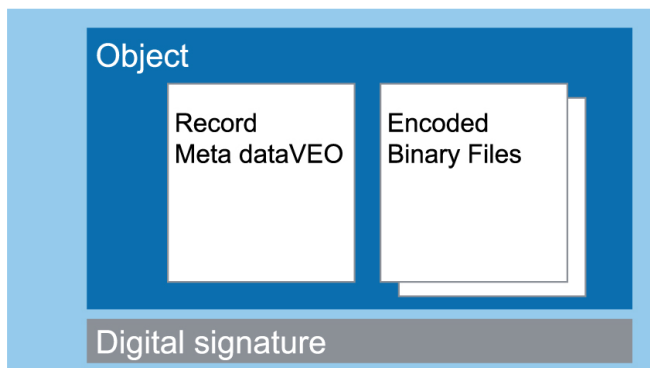 Object
Record
Meta dataVEO
Encoded
Binary Files
Digital signature